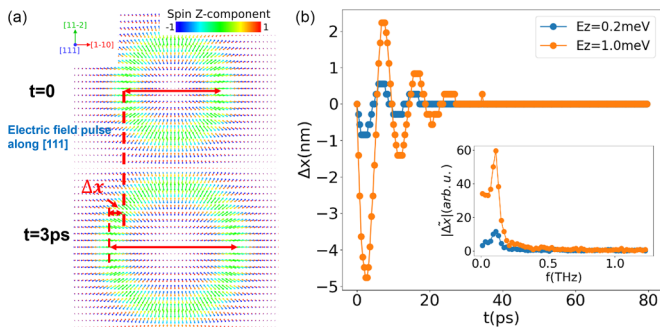 (a)
Spin Z-component
-1
1
[11-2]
[111]
[1-10]
t=0
Electric field pulse
along [111]
Δx
t=3ps
(b)
Ez=0.2meV
Ez=1.0meV
Δx(nm)
2
1
0
−1
−2
−3
−4
−5
0
20
40
60
80
t(ps)
|Δx̃|(arb.u.)
60
40
20
0
0.0
0.5
1.0
f(THz)